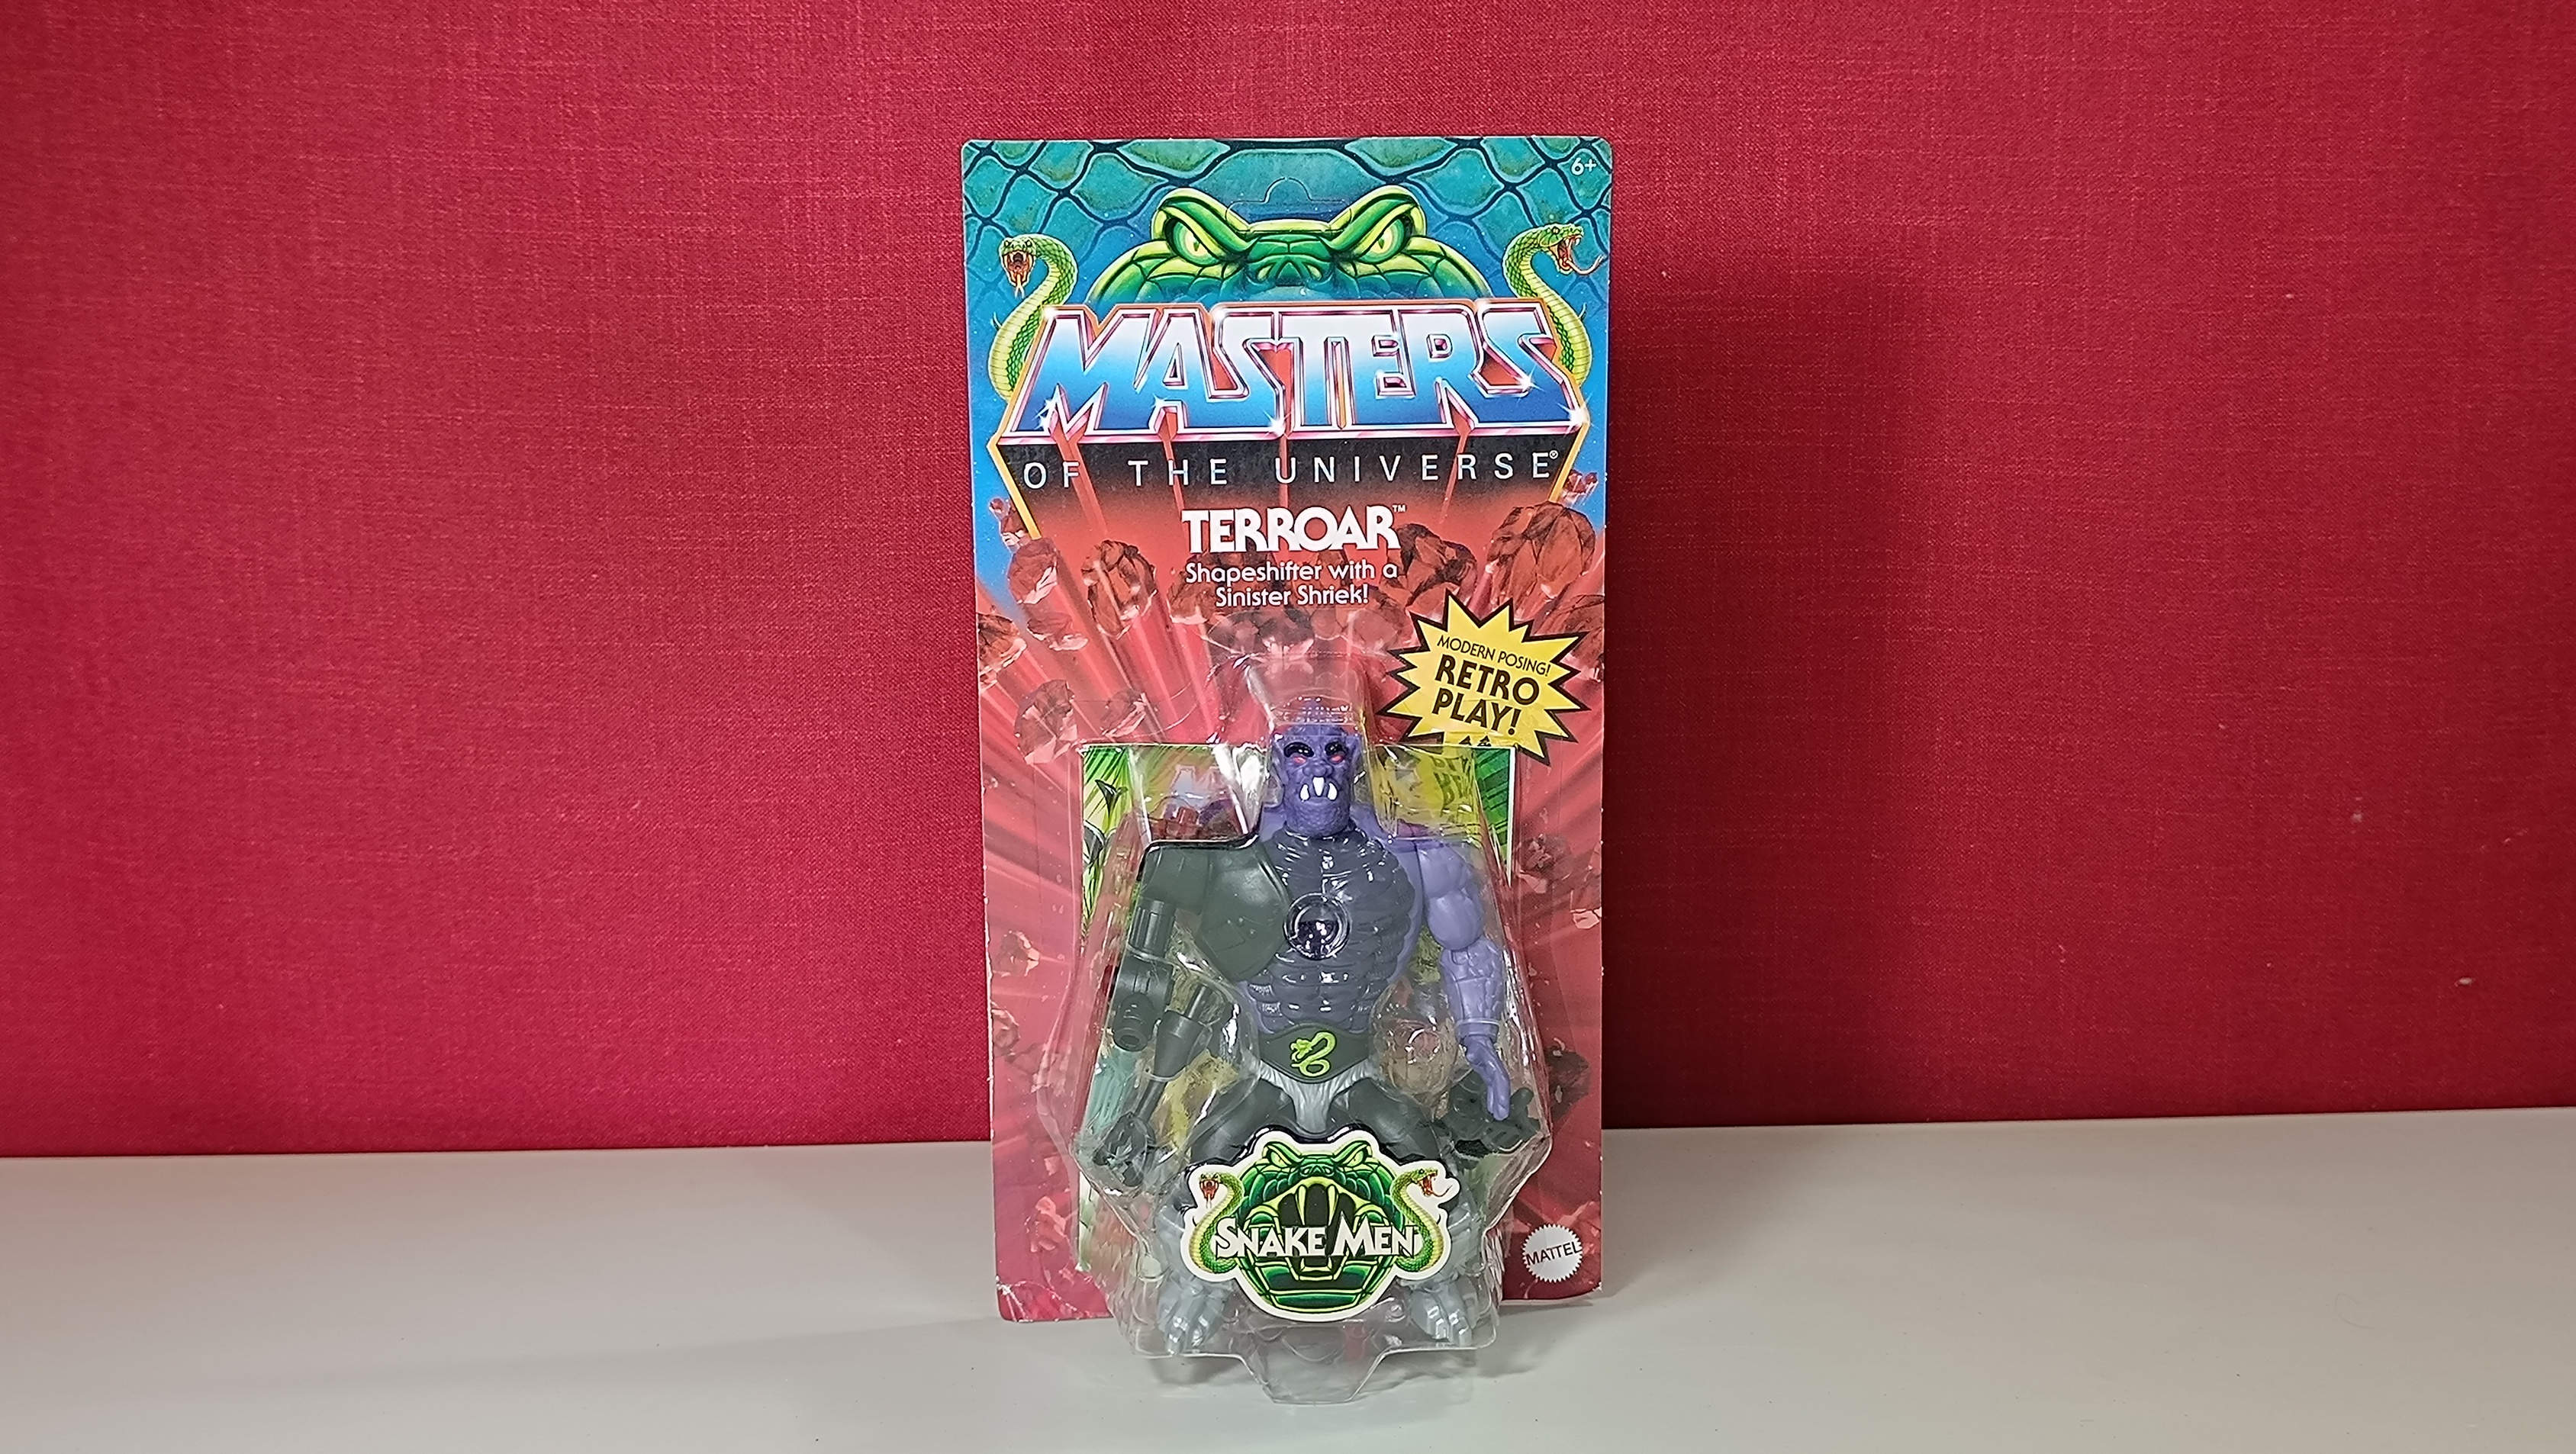 6+
MASTERS
OF THE UNIVERSE®
TERROAR™
Shapeshifter with a
Sinister Shriek!
MODERN POSING!
RETRO
PLAY!
SNAKE MEN
MATTEL